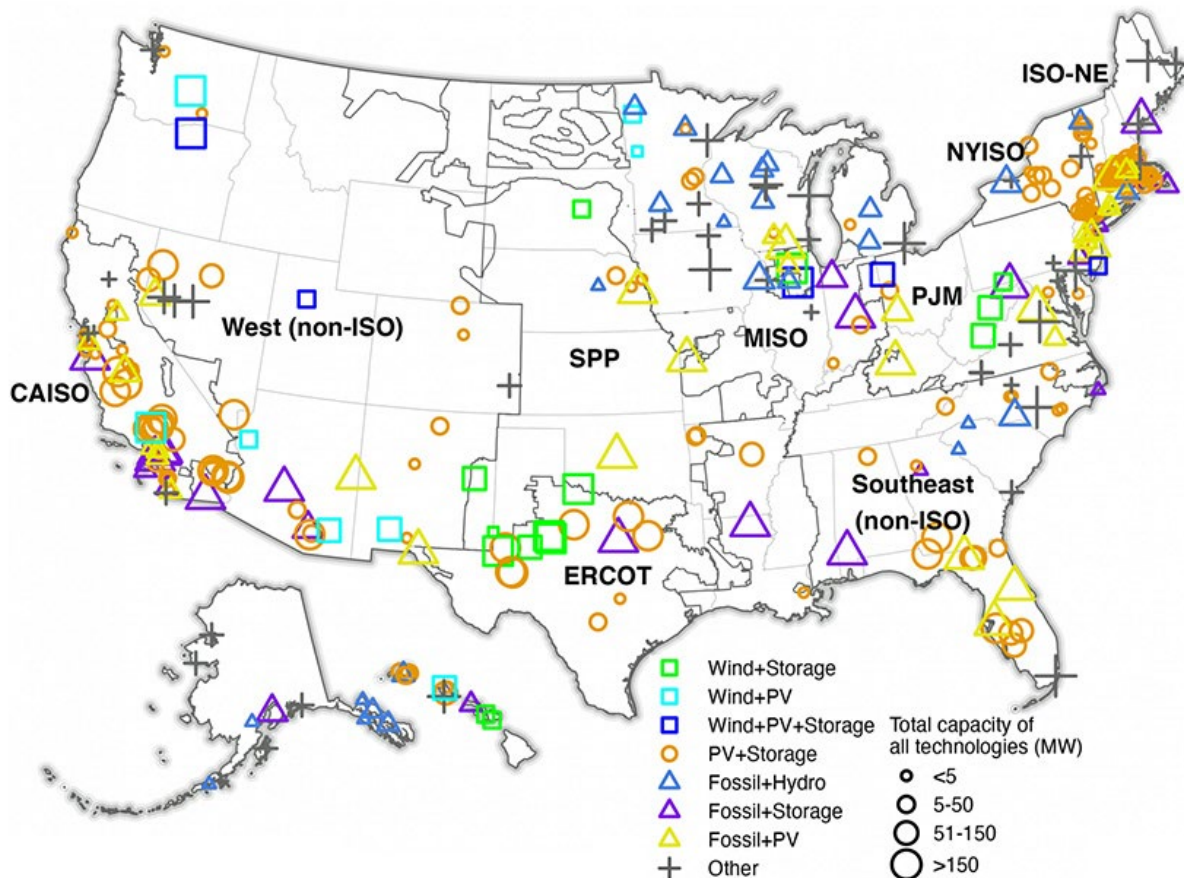 ISO-NE
NYISO
PJM
MISO
West (non-ISO)
SPP
CAISO
Southeast
(non-ISO)
ERCOT
Wind+Storage
Wind+PV
Wind+PV+Storage
PV+Storage
Fossil+Hydro
Fossil+Storage
Fossil+PV
Other
Total capacity of
all technologies (MW)
<5
5-50
51-150
>150